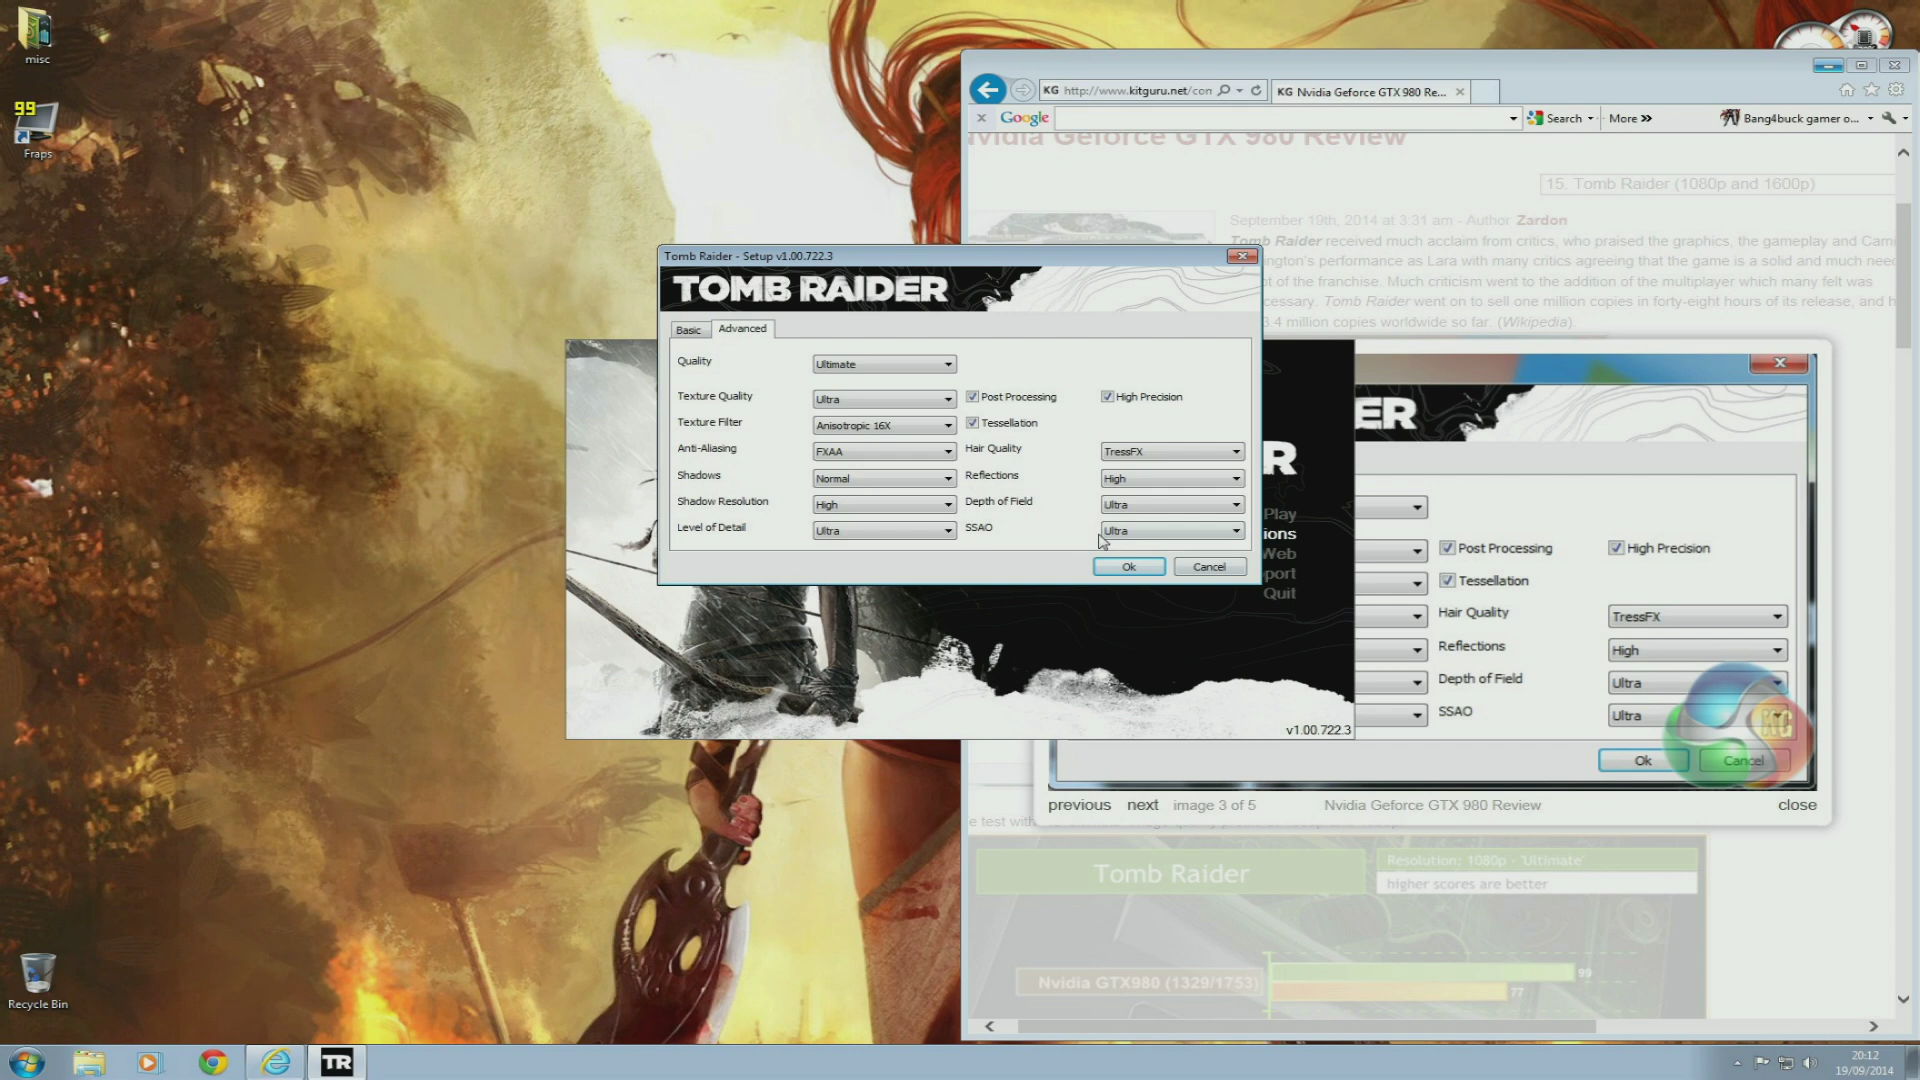 misc
99
Fraps
Recycle Bin
KG http://www.kitguru.net/con
KG Nvidia Geforce GTX 980 Re...
Google
Search
More »
Bang4buck gamer o...
Nvidia Geforce GTX 980 Review
15. Tomb Raider (1080p and 1600p)
September 19th, 2014 at 3:31 am - Author Zardon
Tomb Raider received much acclaim from critics, who praised the graphics, the gameplay and Cam
ington's performance as Lara with many critics agreeing that the game is a solid and much nee
ot of the franchise. Much criticism went to the addition of the multiplayer which many felt was
cessary. Tomb Raider went on to sell one million copies in forty-eight hours of its release, and h
3.4 million copies worldwide so far. (Wikipedia).
Tomb Raider - Setup v1.00.722.3
TOMB RAIDER
Basic
Advanced
Quality
Ultimate
Texture Quality
Ultra
Post Processing
High Precision
Texture Filter
Anisotropic 16X
Tessellation
Anti-Aliasing
FXAA
Hair Quality
TressFX
Shadows
Normal
Reflections
High
Shadow Resolution
High
Depth of Field
Ultra
Level of Detail
Ultra
SSAO
Ultra
Ok
Cancel
R
Play
ions
Web
port
Quit
v1.00.722.3
ER
Post Processing
High Precision
Tessellation
Hair Quality
TressFX
Reflections
High
Depth of Field
Ultra
SSAO
Ultra
KG
Ok
Cancel
previous
next
image 3 of 5
Nvidia Geforce GTX 980 Review
close
e test with
Tomb Raider
Resolution: 1080p - 'Ultimate'
higher scores are better
Nvidia GTX980 (1329/1753)
99
77
TR
20:12
19/09/2014